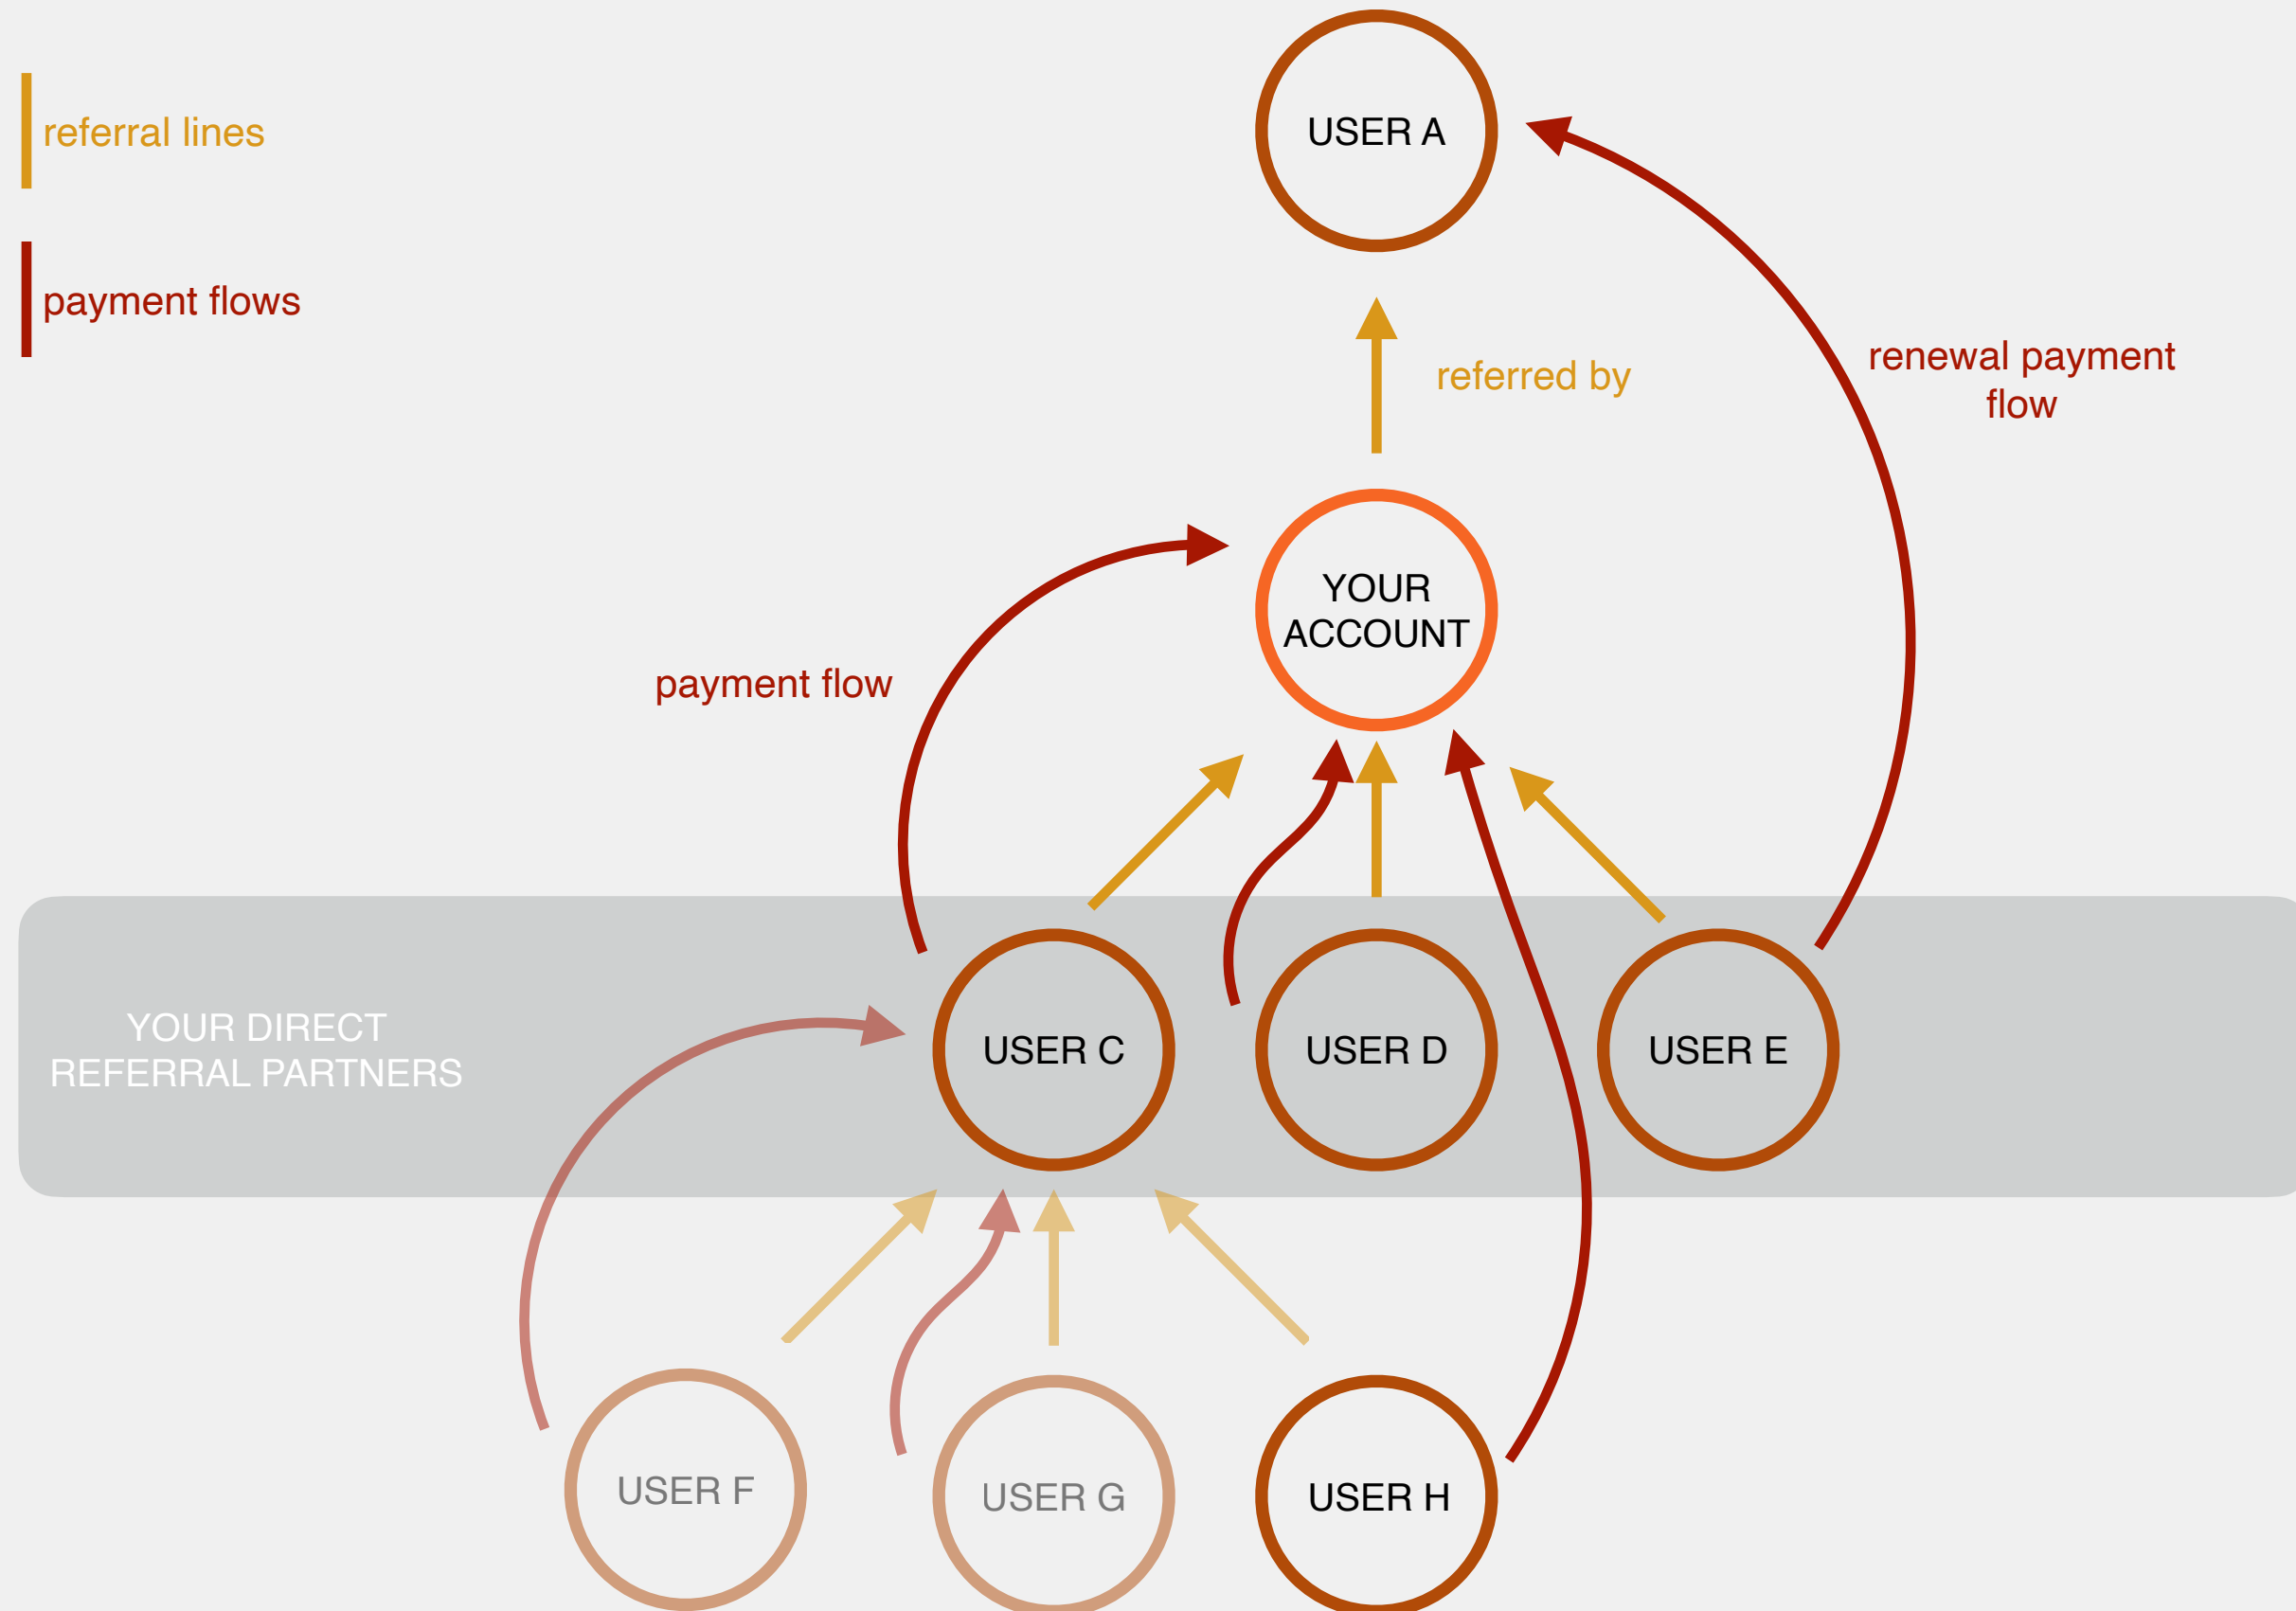 USER A
referral lines
payment flows
referred by
renewal payment
flow
YOUR
ACCOUNT
payment flow
YOUR DIRECT
REFERRAL PARTNERS
USER C
USER D
USER E
USER F
USER G
USER H